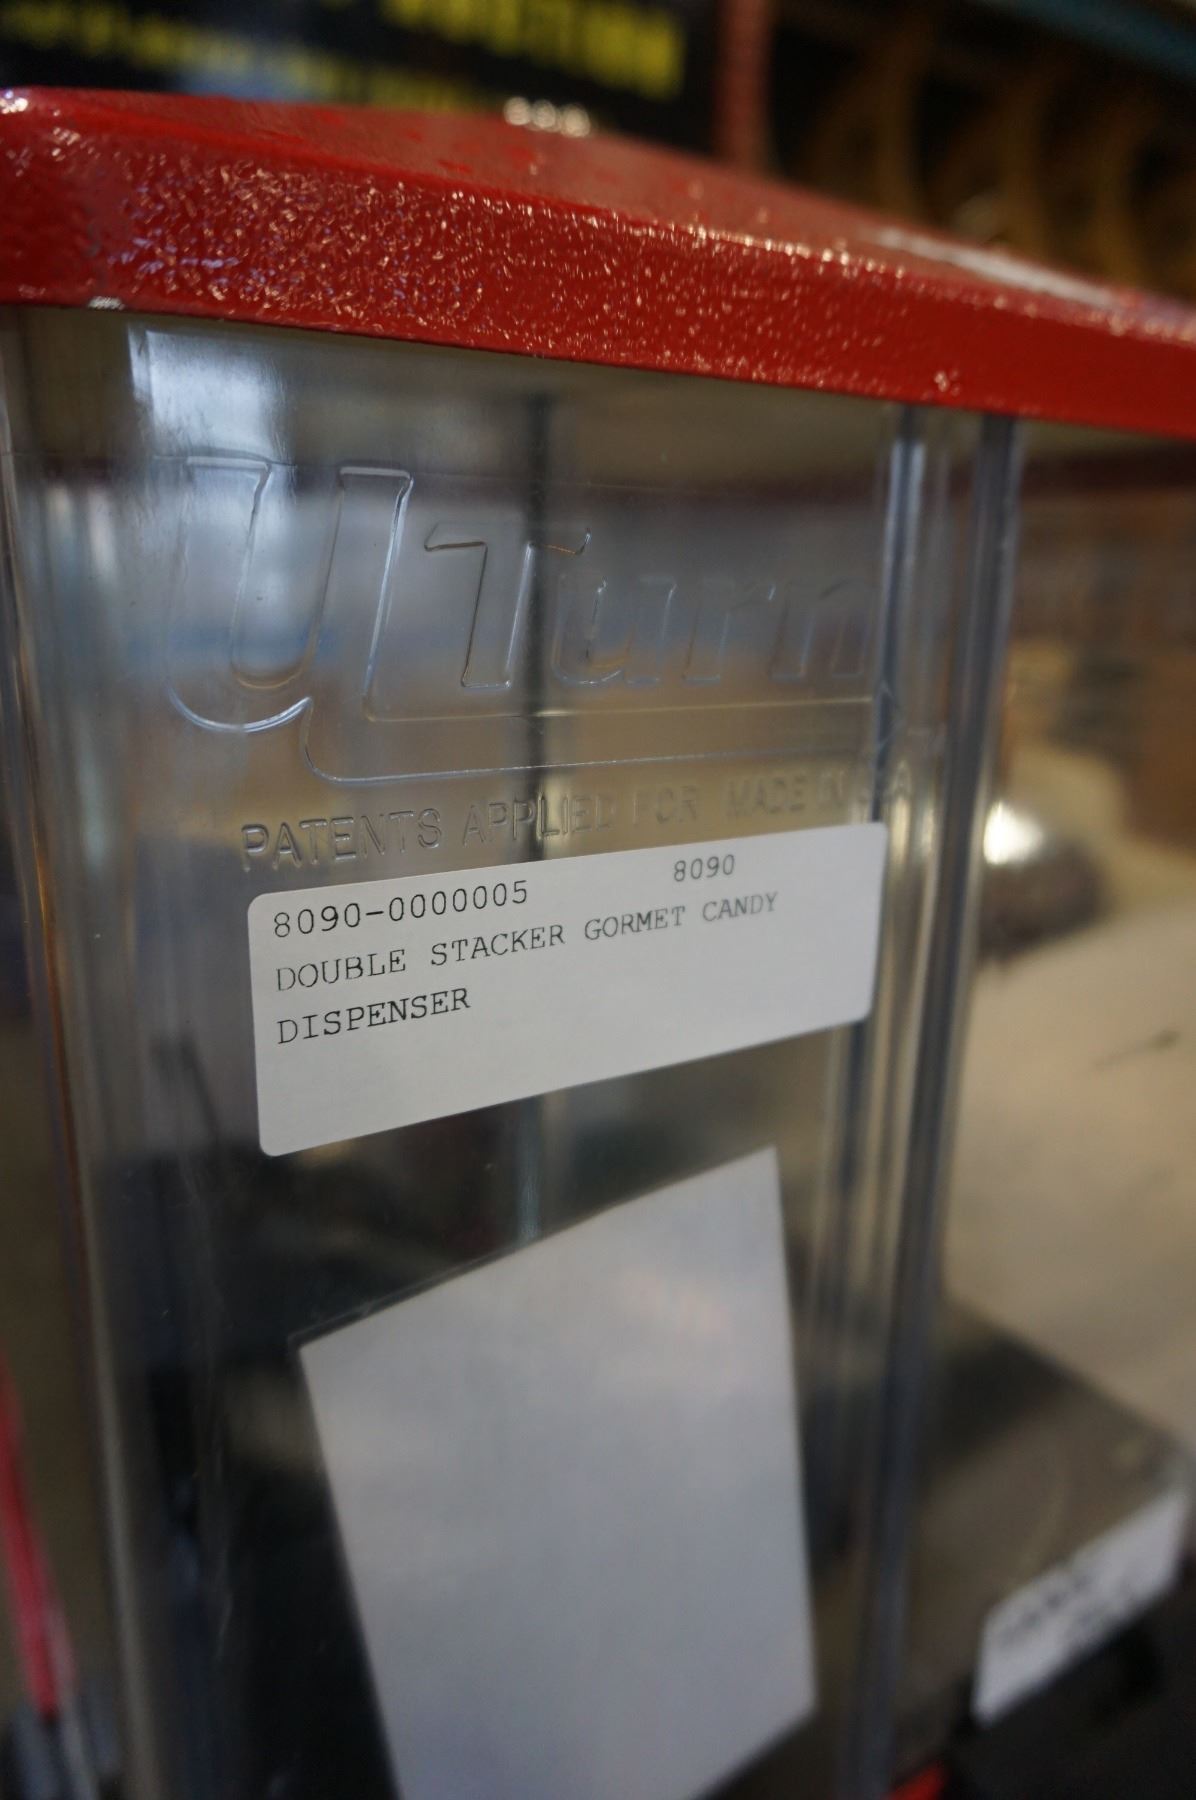 UTurn
PATENTS APPLIED FOR MADE IN USA
8090-0000005 8090
DOUBLE STACKER GORMET CANDY
DISPENSER